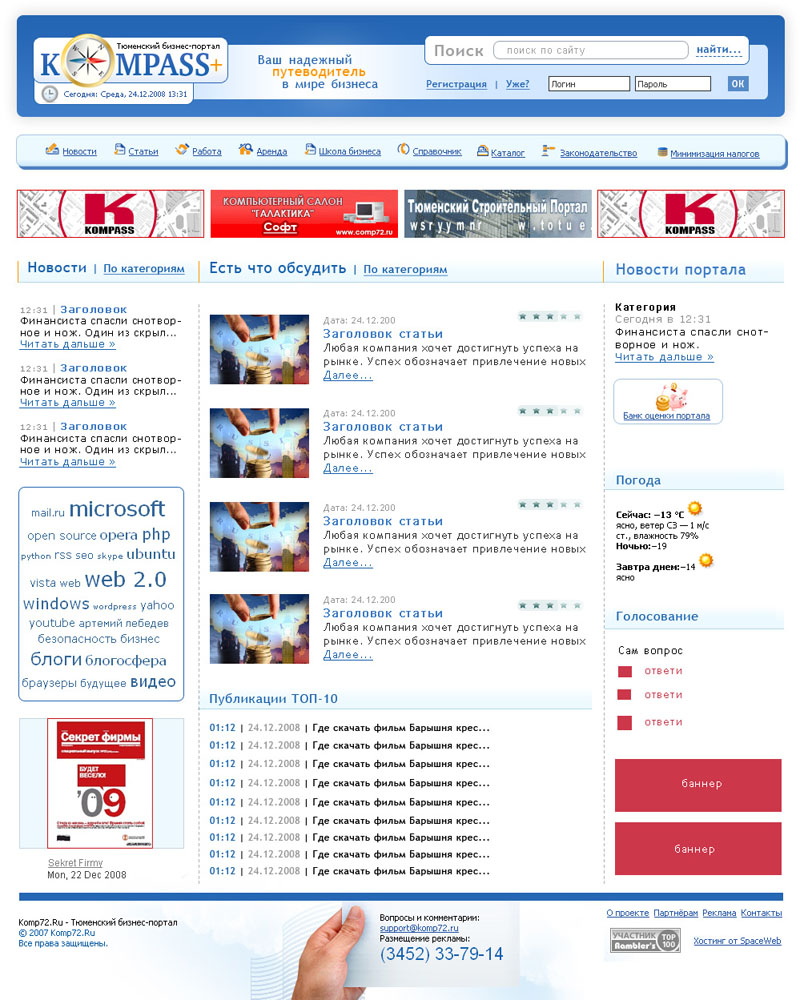 Тюменский бизнес-портал
KOMPASS+
Сегодня: Среда, 24.12.2008 13:31
Ваш надежный
путеводитель
в мире бизнеса
Поиск
поиск по сайту
найти...
Регистрация | Уже?
Логин
Пароль
ОК
Новости
Статьи
Работа
Аренда
Школа бизнеса
Справочник
Каталог
Законодательство
Минимизация налогов
K
KOMPASS
КОМПЬЮТЕРНЫЙ САЛОН
"ГАЛАКТИКА"
Софт
www.comp72.ru
Тюменский Строительный Портал
wsryymnr w.totue.
K
KOMPASS
Новости | По категориям
12:31 | Заголовок
Финансиста спасли снотвор-
ное и нож. Один из скрыл...
Читать дальше »
12:31 | Заголовок
Финансиста спасли снотвор-
ное и нож. Один из скрыл...
Читать дальше »
12:31 | Заголовок
Финансиста спасли снотвор-
ное и нож. Один из скрыл...
Читать дальше »
mail.ru microsoft
open source opera php
python rss seo skype ubuntu
vista web web 2.0
windows wordpress yahoo
youtube артемий лебедев
безопасность бизнес
блоги блогосфера
браузеры будущее видео
Секрет фирмы
БУДЕТ
ВЕСЕЛО!
'09
Sekret Firmy
Mon, 22 Dec 2008
Есть что обсудить | По категориям
Дата: 24.12.200
Заголовок статьи
Любая компания хочет достигнуть успеха на
рынке. Успех обозначает привлечение новых
Далее...
Дата: 24.12.200
Заголовок статьи
Любая компания хочет достигнуть успеха на
рынке. Успех обозначает привлечение новых
Далее...
Дата: 24.12.200
Заголовок статьи
Любая компания хочет достигнуть успеха на
рынке. Успех обозначает привлечение новых
Далее...
Дата: 24.12.200
Заголовок статьи
Любая компания хочет достигнуть успеха на
рынке. Успех обозначает привлечение новых
Далее...
Публикации ТОП-10
01:12 | 24.12.2008 | Где скачать фильм Барышня крес...
01:12 | 24.12.2008 | Где скачать фильм Барышня крес...
01:12 | 24.12.2008 | Где скачать фильм Барышня крес...
01:12 | 24.12.2008 | Где скачать фильм Барышня крес...
01:12 | 24.12.2008 | Где скачать фильм Барышня крес...
01:12 | 24.12.2008 | Где скачать фильм Барышня крес...
01:12 | 24.12.2008 | Где скачать фильм Барышня крес...
01:12 | 24.12.2008 | Где скачать фильм Барышня крес...
01:12 | 24.12.2008 | Где скачать фильм Барышня крес...
Новости портала
Категория
Сегодня в 12:31
Финансиста спасли снот-
ворное и нож.
Читать дальше »
Банк оценки портала
Погода
Сейчас: −13 °C
ясно, ветер СЗ — 1 м/с
ст., влажность 79%
Ночью:−19
Завтра днем:−14
ясно
Голосование
Сам вопрос
ответи
ответи
ответи
баннер
баннер
Komp72.Ru - Тюменский бизнес-портал
© 2007 Komp72.Ru
Все права защищены.
Вопросы и комментарии:
support@komp72.ru
Размещение рекламы:
(3452) 33-79-14
О проекте Партнёрам Реклама Контакты
УЧАСТНИК
Rambler's
TOP
100
Хостинг от SpaceWeb